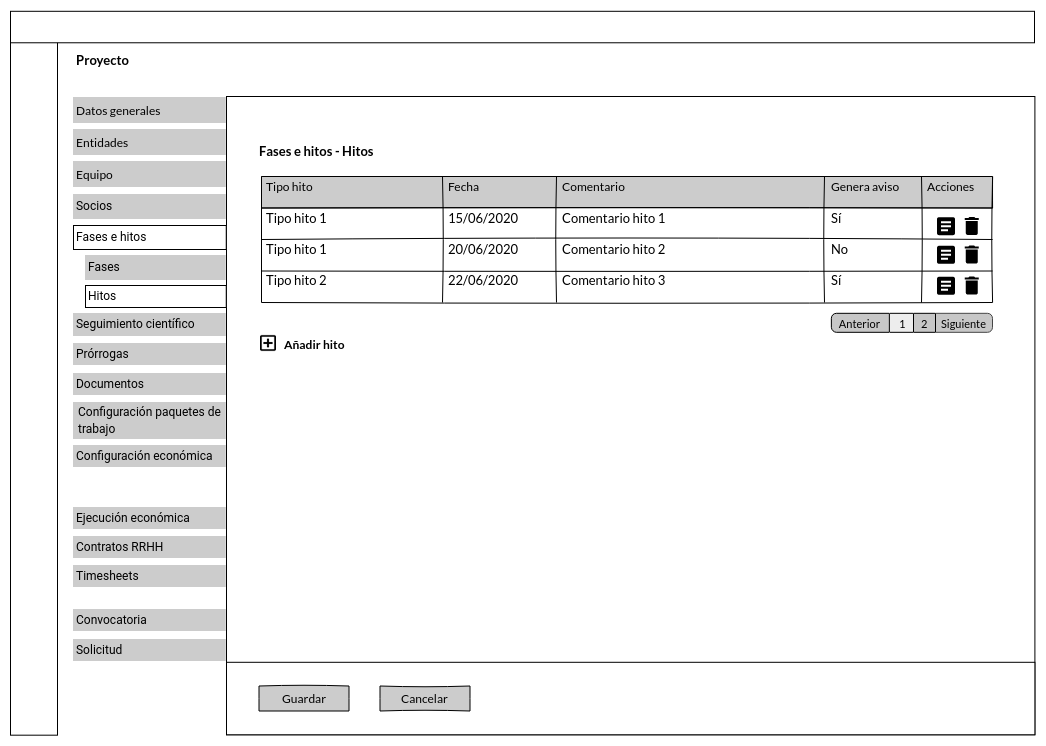 Proyecto
Datos generales
Entidades
Equipo
Socios
Fases e hitos
Fases
Hitos
Seguimiento científico
Prórrogas
Documentos
Configuración paquetes de
trabajo
Configuración económica
Ejecución económica
Contratos RRHH
Timesheets
Convocatoria
Solicitud
Fases e hitos - Hitos
Tipo hito Fecha Comentario Genera aviso Acciones
Tipo hito 1 15/06/2020 Comentario hito 1 Sí
Tipo hito 1 20/06/2020 Comentario hito 2 No
Tipo hito 2 22/06/2020 Comentario hito 3 Sí
Anterior 1 2 Siguiente
Añadir hito
Guardar Cancelar